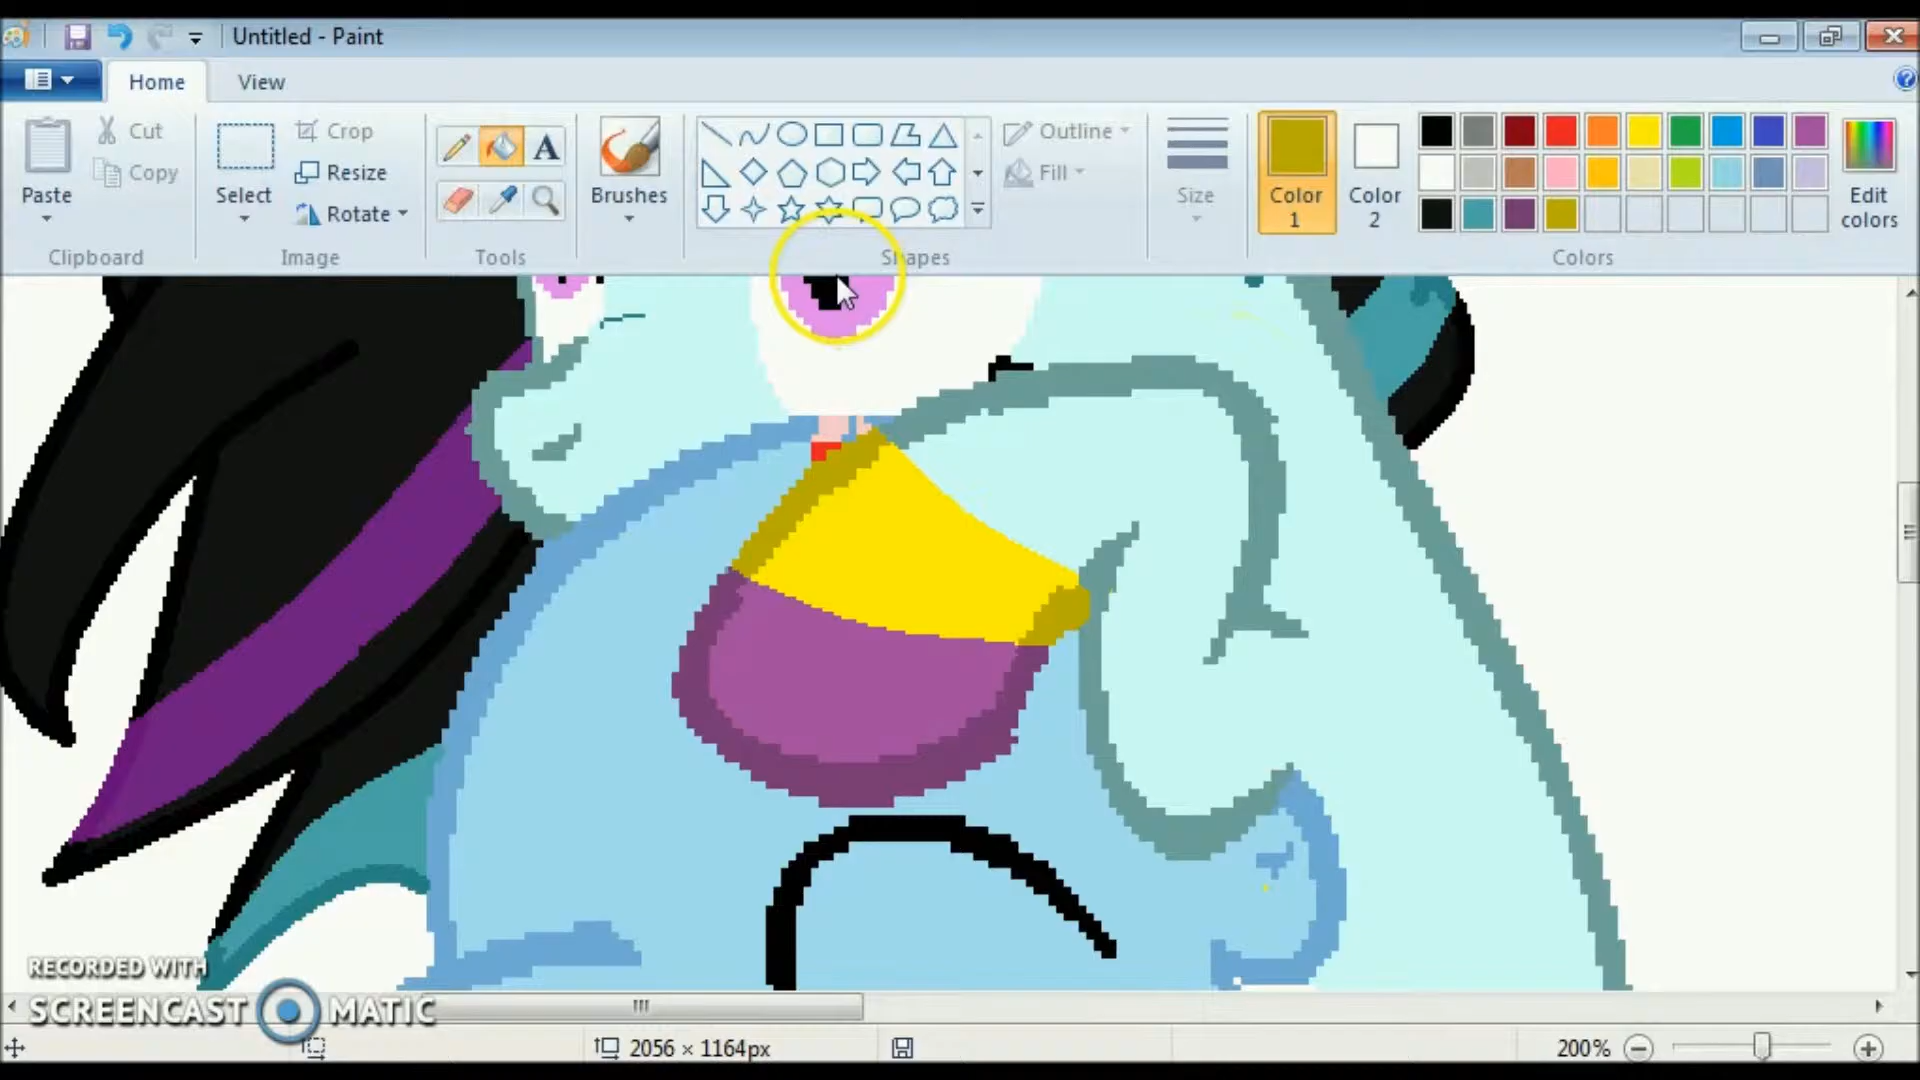 Untitled - Paint
Home View
Cut
Copy
Paste
Clipboard
Crop
Resize
Rotate
Select
Image
A
Tools
Brushes
Outline
Fill
Shapes
Size
Color 1
Color 2
Edit colors
Colors
RECORDED WITH
SCREENCAST MATIC
2056 × 1164px
200%